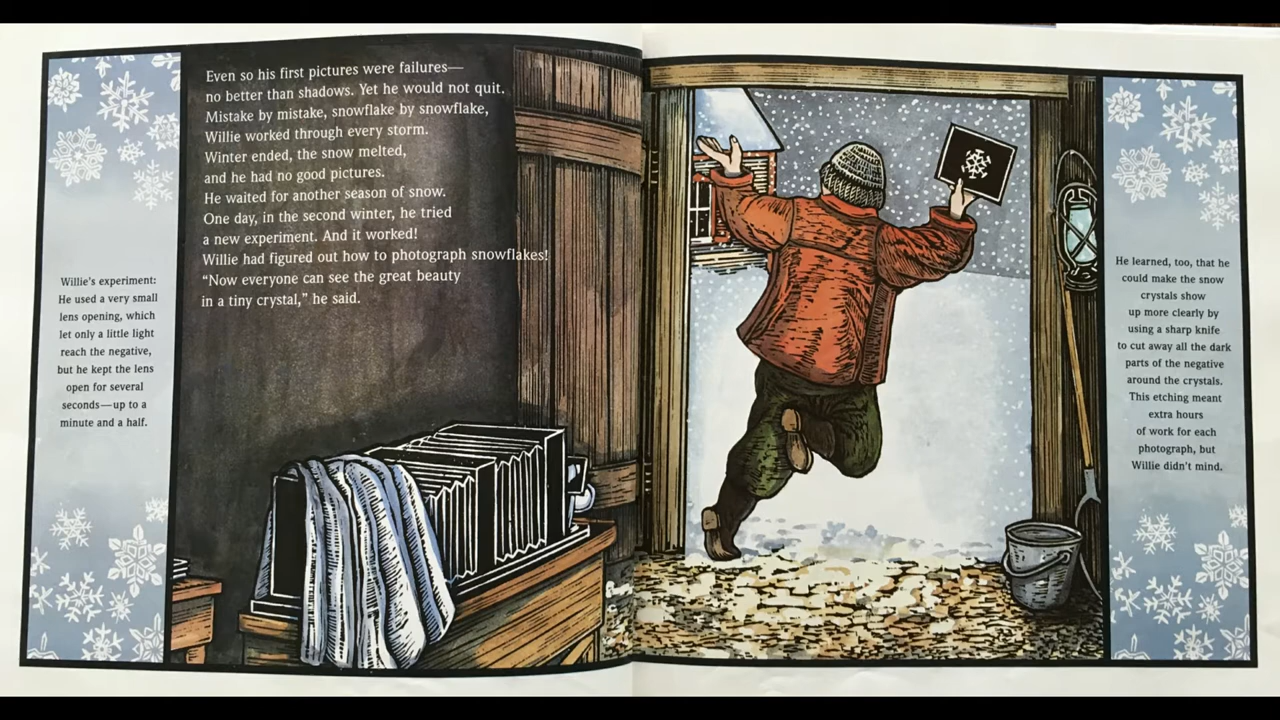 Even so his first pictures were failures—
no better than shadows. Yet he would not quit.
Mistake by mistake, snowflake by snowflake,
Willie worked through every storm.
Winter ended, the snow melted,
and he had no good pictures.
He waited for another season of snow.
One day, in the second winter, he tried
a new experiment. And it worked!
Willie had figured out how to photograph snowflakes!
“Now everyone can see the great beauty
in a tiny crystal,” he said.
Willie's experiment:
He used a very small
lens opening, which
let only a little light
reach the negative,
but he kept the lens
open for several
seconds—up to a
minute and a half.
He learned, too, that he
could make the snow
crystals show
up more clearly by
using a sharp knife
to cut away all the dark
parts of the negative
around the crystals.
This etching meant
extra hours
of work for each
photograph, but
Willie didn't mind.